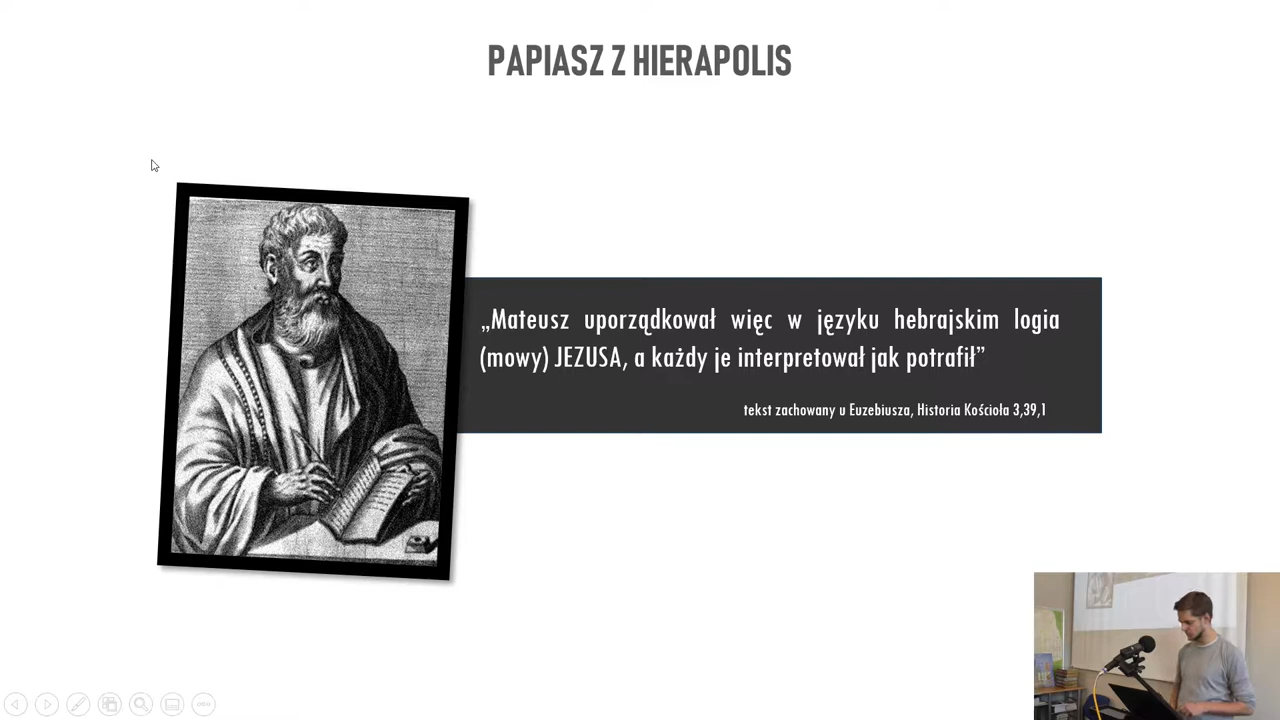 PAPIASZ Z HIERAPOLIS
„Mateusz uporządkował więc w języku hebrajskim logia
(mowy) JEZUSA, a każdy je interpretował jak potrafił”
tekst zachowany u Euzebiusza, Historia Kościoła 3,39,1